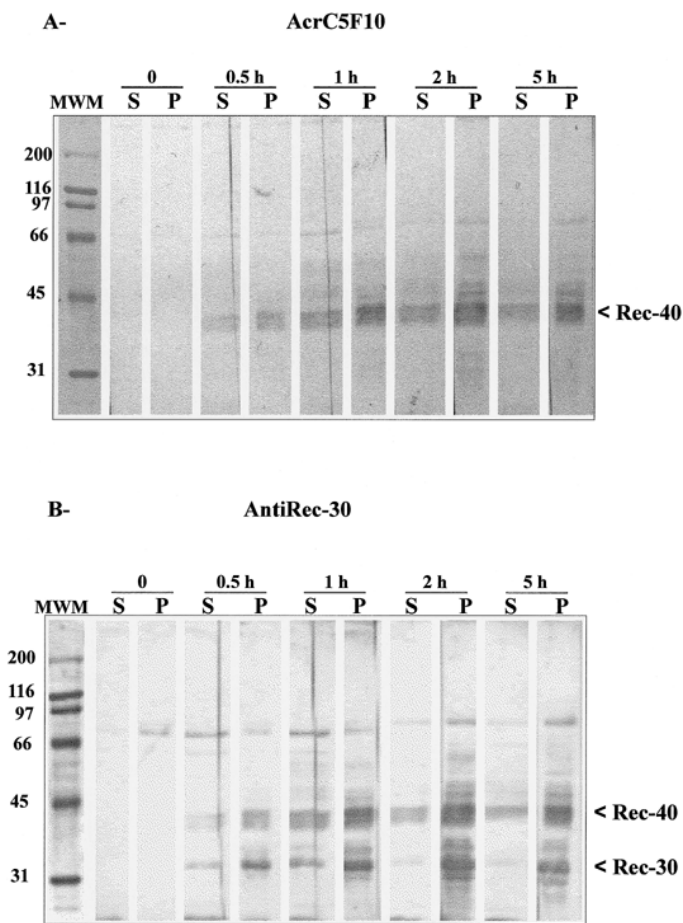 A- AcrC5F10
0 0.5 h 1 h 2 h 5 h
MWM S P S P S P S P S P
200
116
97
66
45
< Rec-40
31
B- AntiRec-30
0 0.5 h 1 h 2 h 5 h
MWM S P S P S P S P S P
200
116
97
66
45
< Rec-40
< Rec-30
31